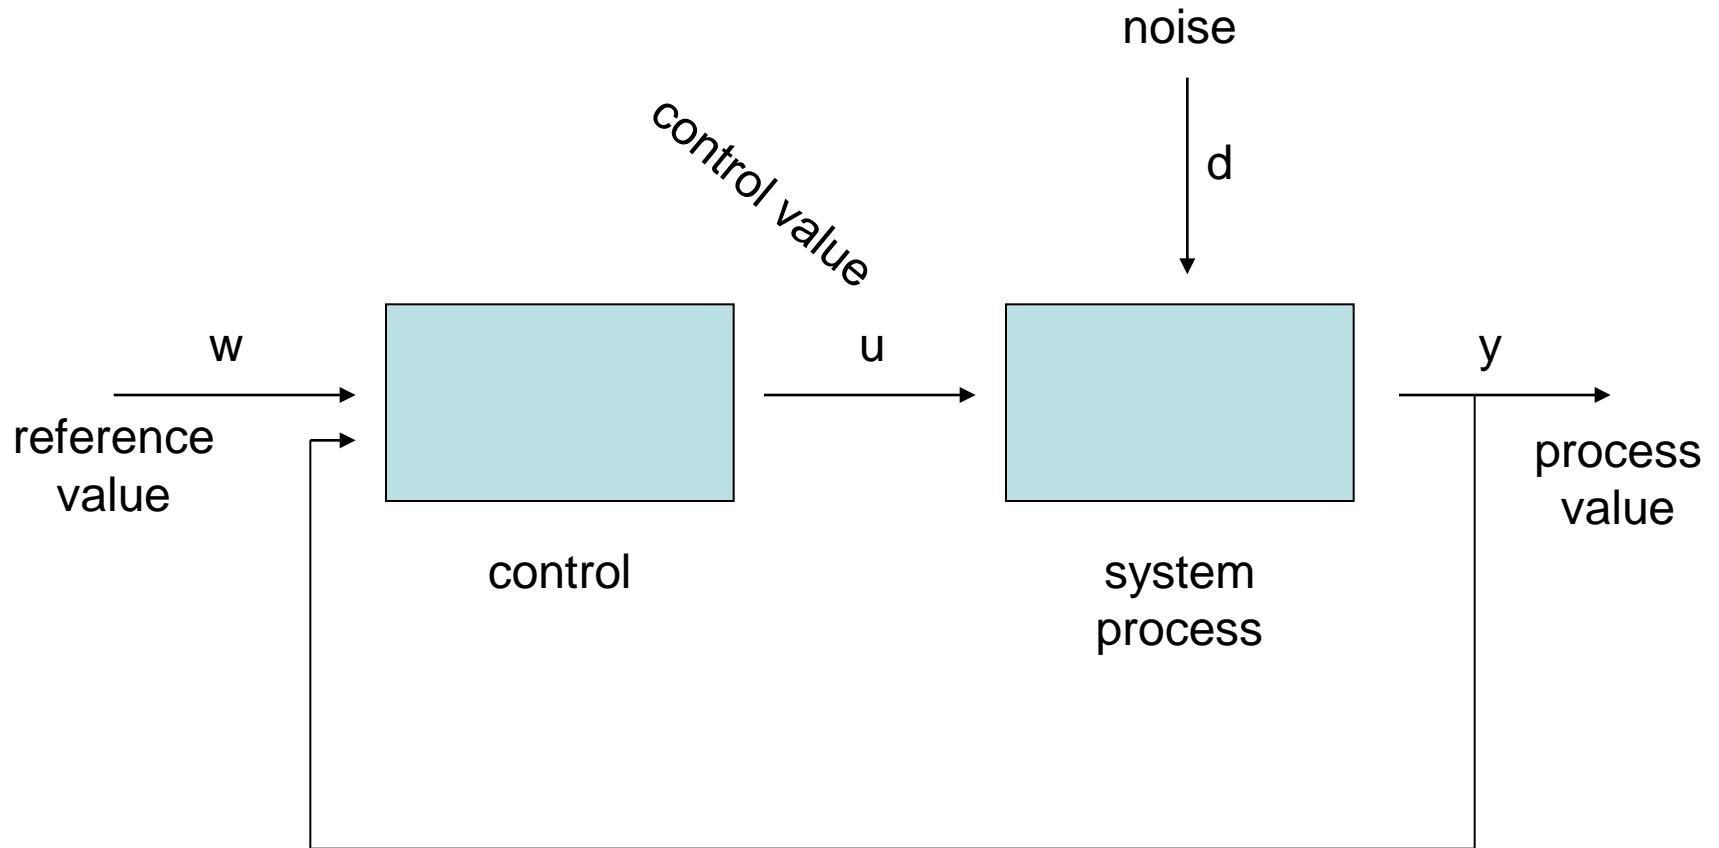 noise
control value
d
w
u
y
reference
value
process
value
control
system
process